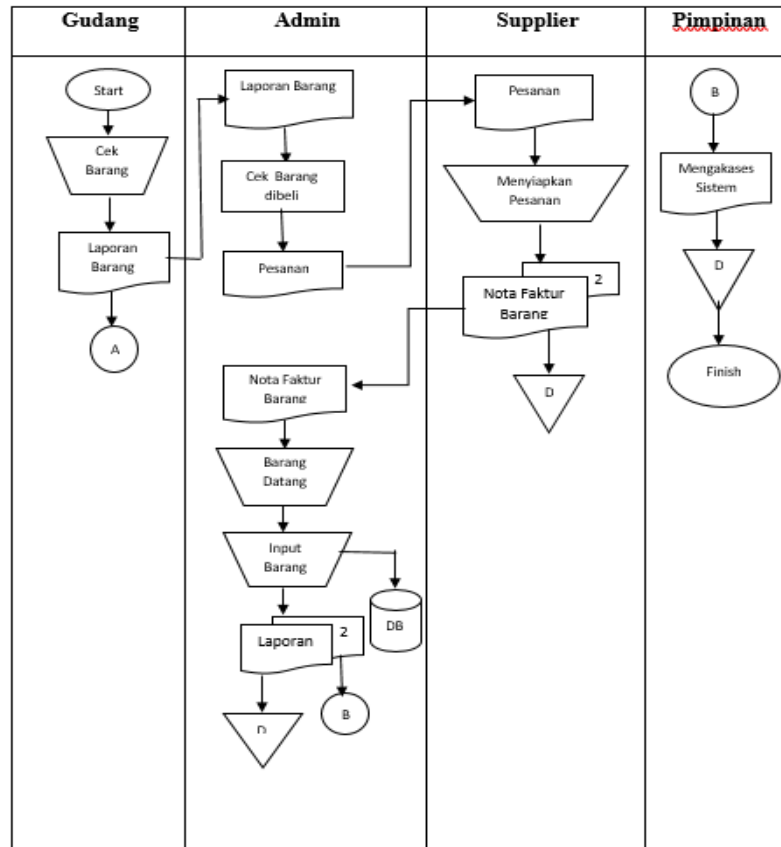 Gudang
Admin
Supplier
Pimpinan
Start
Cek
Barang
Laporan
Barang
A
Laporan Barang
Cek Barang
dibeli
Pesanan
Nota Faktur
Barang
Barang
Datang
Input
Barang
DB
Laporan
2
D
B
Pesanan
Menyiapkan
Pesanan
2
Nota Faktur
Barang
D
B
Mengakases
Sistem
D
Finish